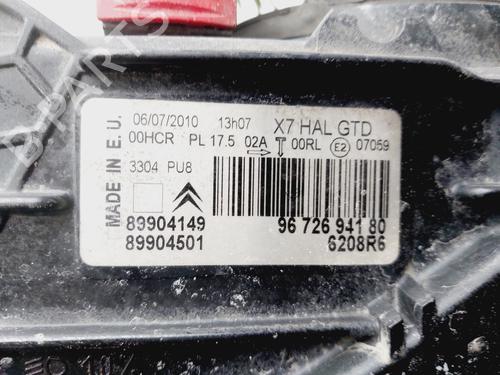 B-PARTS
06/07/2010 13h07 X7 HAL GTD
00HCR PL 17.5 02A 00RL E2 07059
3304 PU8
MADE IN E.U.
89904149 96 726 941 80
89904501 6208R6